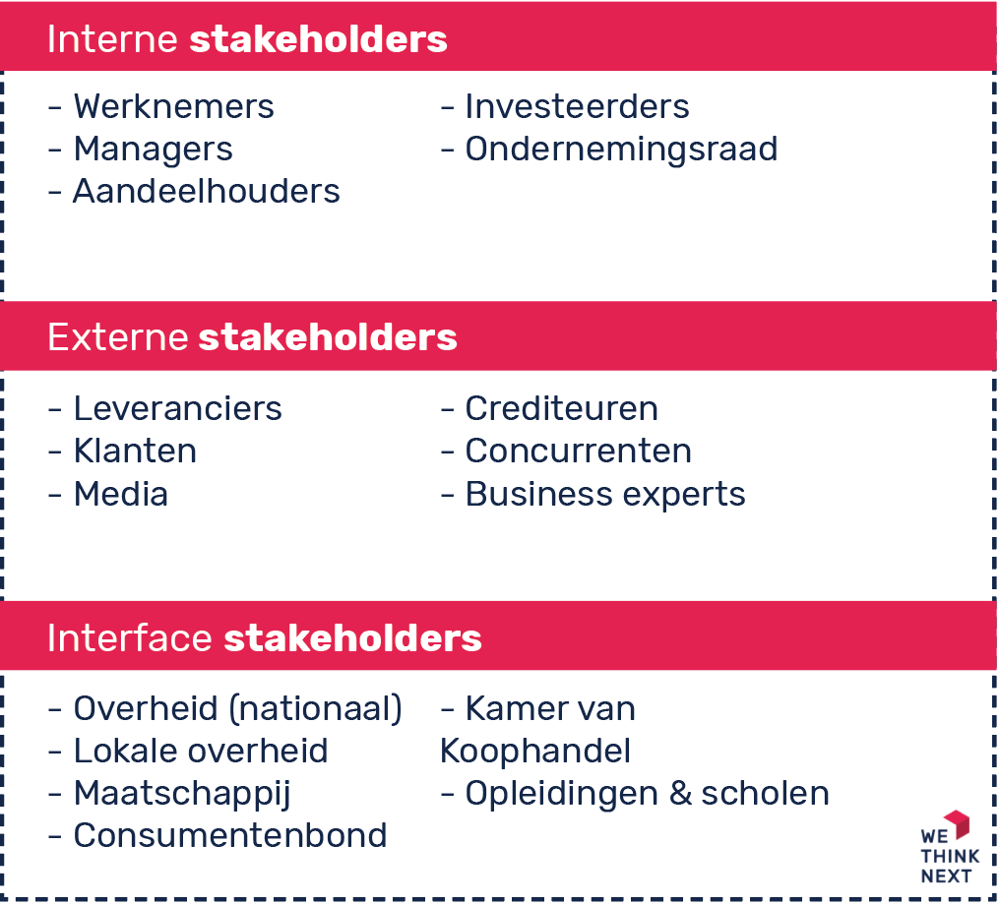 Interne stakeholders
- Werknemers
- Managers
- Aandeelhouders
- Investeerders
- Ondernemingsraad
Externe stakeholders
- Leveranciers
- Klanten
- Media
- Crediteuren
- Concurrenten
- Business experts
Interface stakeholders
- Overheid (nationaal)
- Lokale overheid
- Maatschappij
- Consumentenbond
- Kamer van
Koophandel
- Opleidingen & scholen
WE
THINK
NEXT